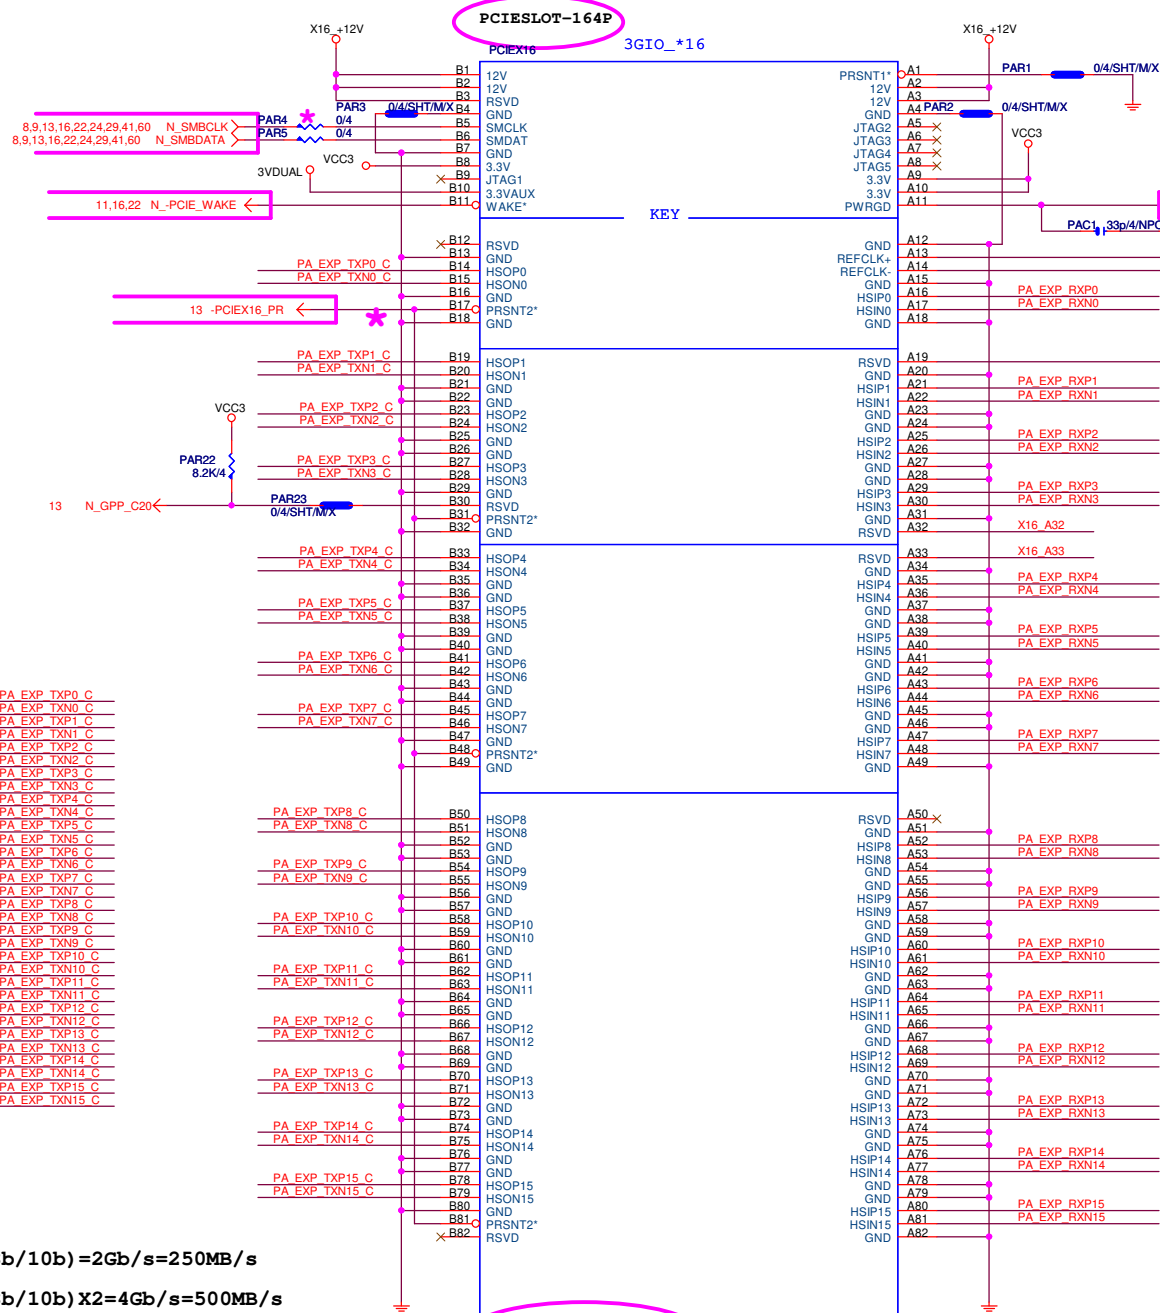 PCIESLOT-164P
X16_+12V
X16_+12V
3GIO_*16
PCIEX16
B1 12V PRSNT1* A1 PAR1 0/4/SHT/M/X
B2 12V 12V A2
B3 RSVD 12V A3
PAR3 0/4/SHT/M/X B4 GND GND A4 PAR2 0/4/SHT/M/X
8,9,13,16,22,24,29,41,60 N_SMBCLK PAR4 0/4 B5 SMCLK JTAG2 A5
8,9,13,16,22,24,29,41,60 N_SMBDATA PAR5 0/4 B6 SMDAT JTAG3 A6 VCC3
B7 GND JTAG4 A7
VCC3 B8 3.3V JTAG5 A8
3VDUAL B9 JTAG1 3.3V A9
B10 3.3VAUX 3.3V A10
11,16,22 N_-PCIE_WAKE B11 WAKE* PWRGD A11
KEY
PAC1 33p/4/NPO
B12 RSVD GND A12
B13 GND REFCLK+ A13
PA_EXP_TXP0_C B14 HSOP0 REFCLK- A14
PA_EXP_TXN0_C B15 HSON0 GND A15
B16 GND HSIP0 A16 PA_EXP_RXP0
13 -PCIEX16_PR B17 PRSNT2* HSIN0 A17 PA_EXP_RXN0
B18 GND GND A18
PA_EXP_TXP1_C B19 HSOP1 RSVD A19
PA_EXP_TXN1_C B20 HSON1 GND A20
B21 GND HSIP1 A21 PA_EXP_RXP1
B22 GND HSIN1 A22 PA_EXP_RXN1
VCC3 PA_EXP_TXP2_C B23 HSOP2 GND A23
PA_EXP_TXN2_C B24 HSON2 GND A24
B25 GND HSIP2 A25 PA_EXP_RXP2
B26 GND HSIN2 A26 PA_EXP_RXN2
PAR22 PA_EXP_TXP3_C B27 HSOP3 GND A27
8.2K/4 PA_EXP_TXN3_C B28 HSON3 GND A28
B29 GND HSIP3 A29 PA_EXP_RXP3
13 N_GPP_C20 PAR23 0/4/SHT/M/X B30 RSVD HSIN3 A30 PA_EXP_RXN3
B31 PRSNT2* GND A31
B32 GND RSVD A32 X16_A32
PA_EXP_TXP4_C B33 HSOP4 RSVD A33 X16_A33
PA_EXP_TXN4_C B34 HSON4 GND A34
B35 GND HSIP4 A35 PA_EXP_RXP4
B36 GND HSIN4 A36 PA_EXP_RXN4
PA_EXP_TXP5_C B37 HSOP5 GND A37
PA_EXP_TXN5_C B38 HSON5 GND A38
B39 GND HSIP5 A39 PA_EXP_RXP5
B40 GND HSIN5 A40 PA_EXP_RXN5
PA_EXP_TXP6_C B41 HSOP6 GND A41
PA_EXP_TXN6_C B42 HSON6 GND A42
B43 GND HSIP6 A43 PA_EXP_RXP6
B44 GND HSIN6 A44 PA_EXP_RXN6
PA_EXP_TXP7_C B45 HSOP7 GND A45
PA_EXP_TXN7_C B46 HSON7 GND A46
B47 GND HSIP7 A47 PA_EXP_RXP7
B48 PRSNT2* HSIN7 A48 PA_EXP_RXN7
B49 GND GND A49
PA_EXP_TXP8_C B50 HSOP8 RSVD A50
PA_EXP_TXN8_C B51 HSON8 GND A51
B52 GND HSIP8 A52 PA_EXP_RXP8
B53 GND HSIN8 A53 PA_EXP_RXN8
PA_EXP_TXP9_C B54 HSOP9 GND A54
PA_EXP_TXN9_C B55 HSON9 GND A55
B56 GND HSIP9 A56 PA_EXP_RXP9
B57 GND HSIN9 A57 PA_EXP_RXN9
PA_EXP_TXP10_C B58 HSOP10 GND A58
PA_EXP_TXN10_C B59 HSON10 GND A59
B60 GND HSIP10 A60 PA_EXP_RXP10
B61 GND HSIN10 A61 PA_EXP_RXN10
PA_EXP_TXP11_C B62 HSOP11 GND A62
PA_EXP_TXN11_C B63 HSON11 GND A63
B64 GND HSIP11 A64 PA_EXP_RXP11
B65 GND HSIN11 A65 PA_EXP_RXN11
PA_EXP_TXP12_C B66 HSOP12 GND A66
PA_EXP_TXN12_C B67 HSON12 GND A67
B68 GND HSIP12 A68 PA_EXP_RXP12
B69 GND HSIN12 A69 PA_EXP_RXN12
PA_EXP_TXP13_C B70 HSOP13 GND A70
PA_EXP_TXN13_C B71 HSON13 GND A71
B72 GND HSIP13 A72 PA_EXP_RXP13
B73 GND HSIN13 A73 PA_EXP_RXN13
PA_EXP_TXP14_C B74 HSOP14 GND A74
PA_EXP_TXN14_C B75 HSON14 GND A75
B76 GND HSIP14 A76 PA_EXP_RXP14
B77 GND HSIN14 A77 PA_EXP_RXN14
PA_EXP_TXP15_C B78 HSOP15 GND A78
PA_EXP_TXN15_C B79 HSON15 GND A79
B80 GND HSIP15 A80 PA_EXP_RXP15
B81 PRSNT2* HSIN15 A81 PA_EXP_RXN15
B82 RSVD GND A82
PA_EXP_TXP0_C
PA_EXP_TXN0_C
PA_EXP_TXP1_C
PA_EXP_TXN1_C
PA_EXP_TXP2_C
PA_EXP_TXN2_C
PA_EXP_TXP3_C
PA_EXP_TXN3_C
PA_EXP_TXP4_C
PA_EXP_TXN4_C
PA_EXP_TXP5_C
PA_EXP_TXN5_C
PA_EXP_TXP6_C
PA_EXP_TXN6_C
PA_EXP_TXP7_C
PA_EXP_TXN7_C
PA_EXP_TXP8_C
PA_EXP_TXN8_C
PA_EXP_TXP9_C
PA_EXP_TXN9_C
PA_EXP_TXP10_C
PA_EXP_TXN10_C
PA_EXP_TXP11_C
PA_EXP_TXN11_C
PA_EXP_TXP12_C
PA_EXP_TXN12_C
PA_EXP_TXP13_C
PA_EXP_TXN13_C
PA_EXP_TXP14_C
PA_EXP_TXN14_C
PA_EXP_TXP15_C
PA_EXP_TXN15_C
b/10b)=2Gb/s=250MB/s
b/10b)X2=4Gb/s=500MB/s